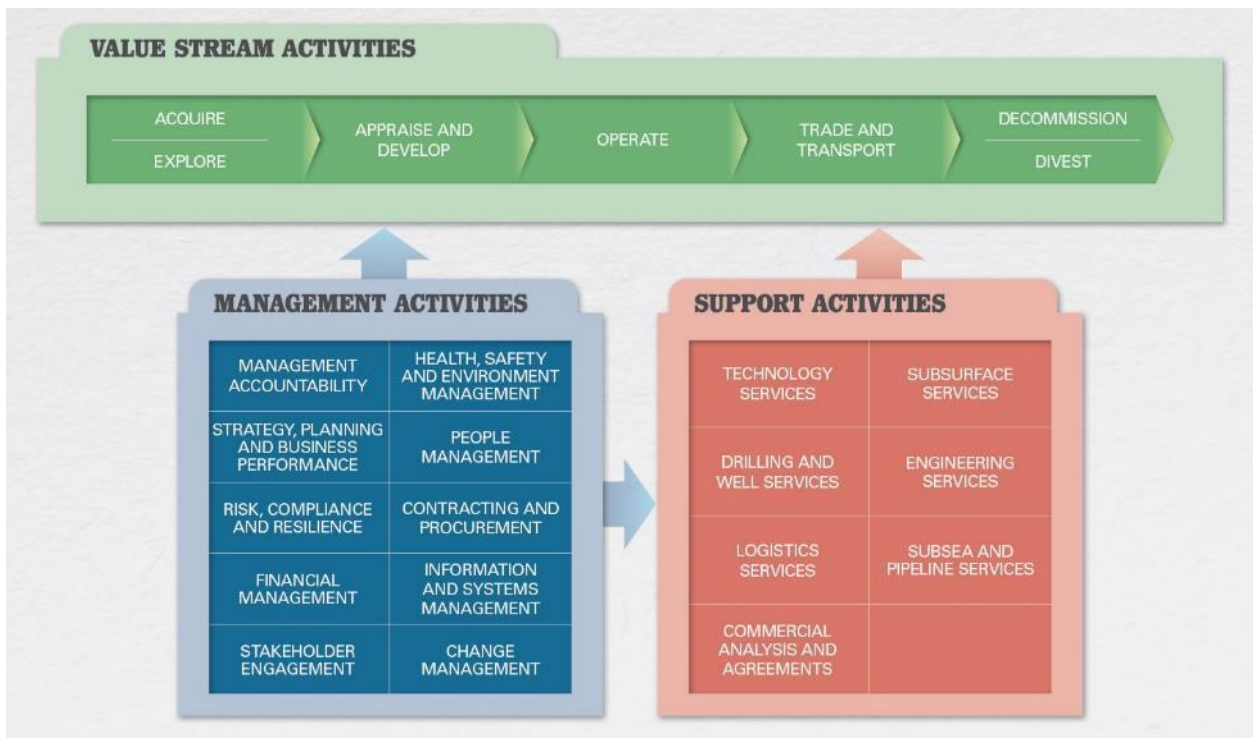 VALUE STREAM ACTIVITIES
ACQUIRE
EXPLORE
APPRAISE AND
DEVELOP
OPERATE
TRADE AND
TRANSPORT
DECOMMISSION
DIVEST
MANAGEMENT ACTIVITIES
MANAGEMENT
ACCOUNTABILITY
HEALTH, SAFETY
AND ENVIRONMENT
MANAGEMENT
STRATEGY, PLANNING
AND BUSINESS
PERFORMANCE
PEOPLE
MANAGEMENT
RISK, COMPLIANCE
AND RESILIENCE
CONTRACTING AND
PROCUREMENT
FINANCIAL
MANAGEMENT
INFORMATION
AND SYSTEMS
MANAGEMENT
STAKEHOLDER
ENGAGEMENT
CHANGE
MANAGEMENT
SUPPORT ACTIVITIES
TECHNOLOGY
SERVICES
SUBSURFACE
SERVICES
DRILLING AND
WELL SERVICES
ENGINEERING
SERVICES
LOGISTICS
SERVICES
SUBSEA AND
PIPELINE SERVICES
COMMERCIAL
ANALYSIS AND
AGREEMENTS